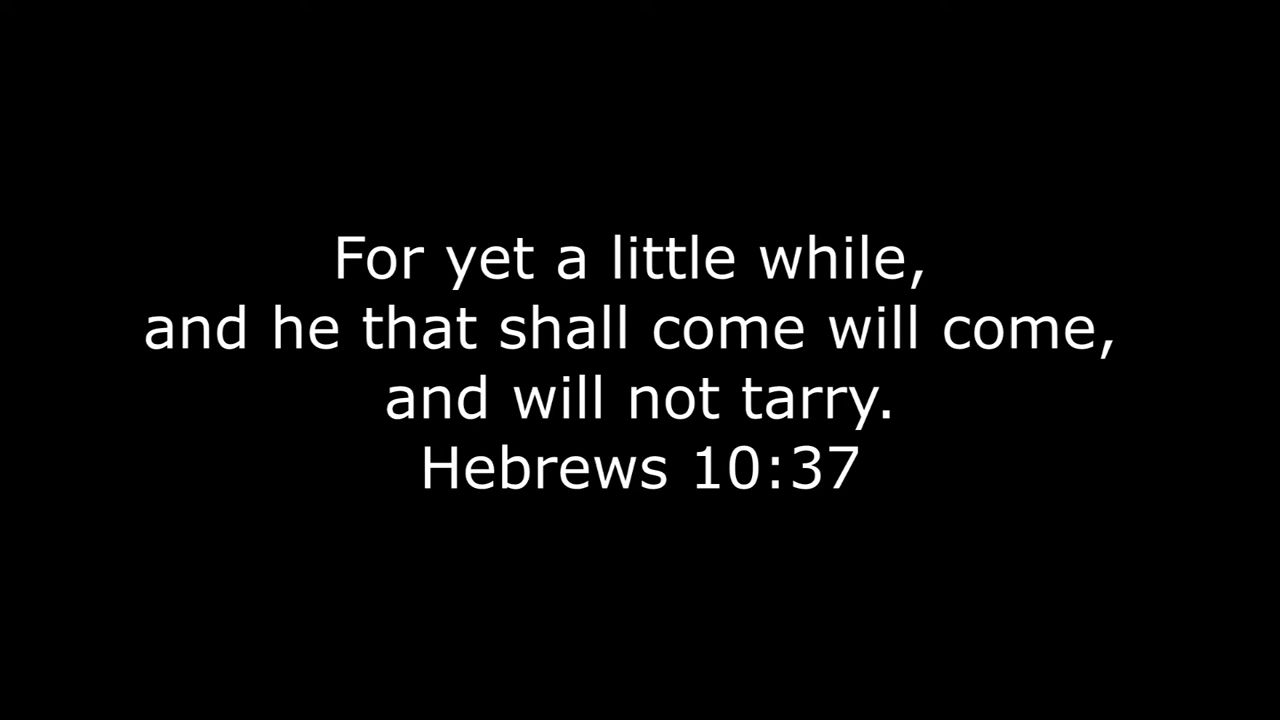 For yet a little while,
and he that shall come will come,
and will not tarry.
Hebrews 10:37